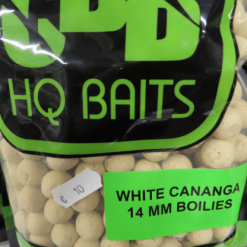 HQ BAITS
€ 10
WHITE CANANGA
14 MM BOILIES